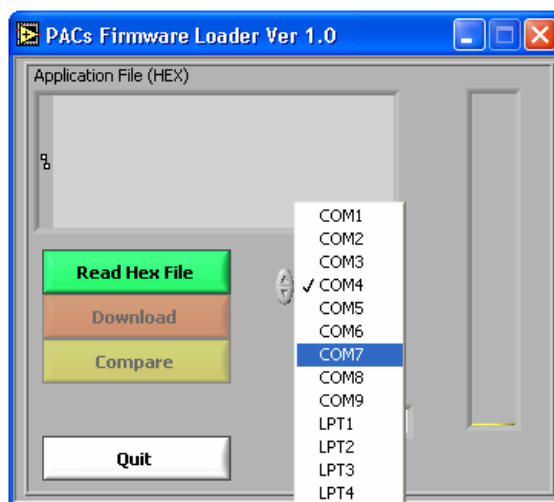 PACs Firmware Loader Ver 1.0
Application File (HEX)
COM1
COM2
COM3
COM4
COM5
COM6
COM7
COM8
COM9
LPT1
LPT2
LPT3
LPT4
Read Hex File
Download
Compare
Quit